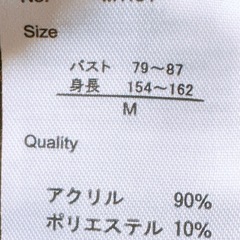 Size
バスト 79～87
身長 154～162
M
Quality
アクリル 90%
ポリエステル 10%